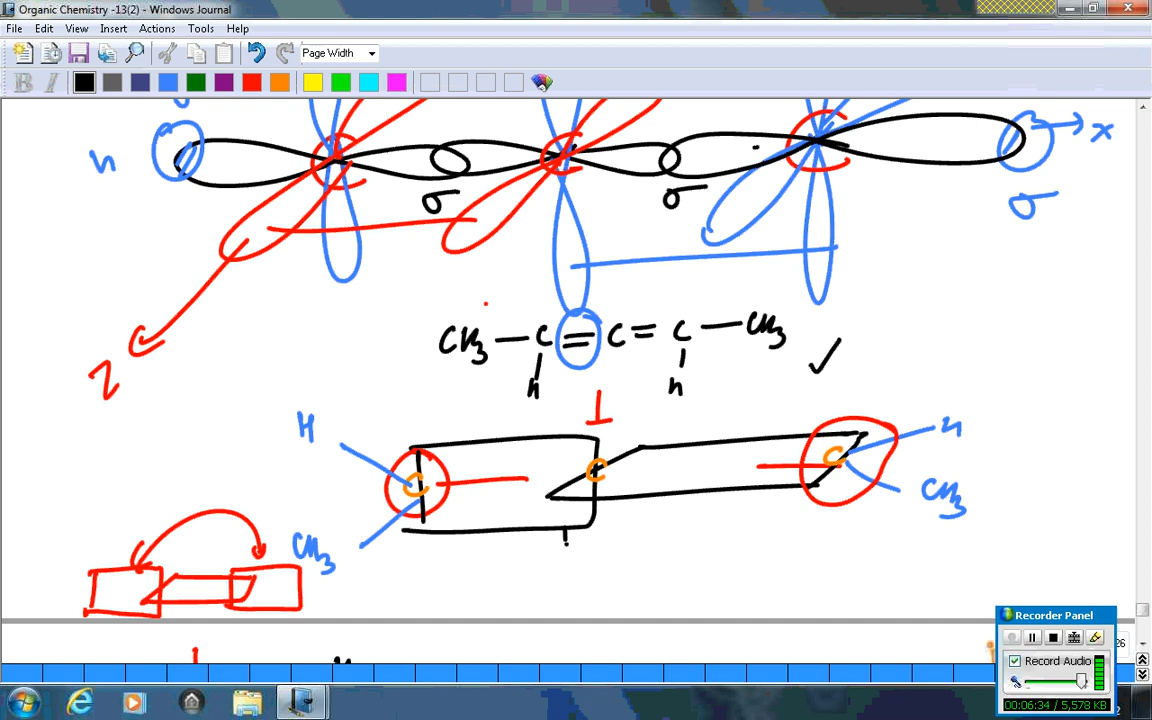 Organic Chemistry -13(2) - Windows Journal
File Edit View Insert Actions Tools Help
Page Width
B I
n x
σ σ σ
z
CH3 — C = C = C — CH3
H H
⊥
H H
CH3 CH3
Recorder Panel
26
Record Audio
00:06:34 / 5,578 KB